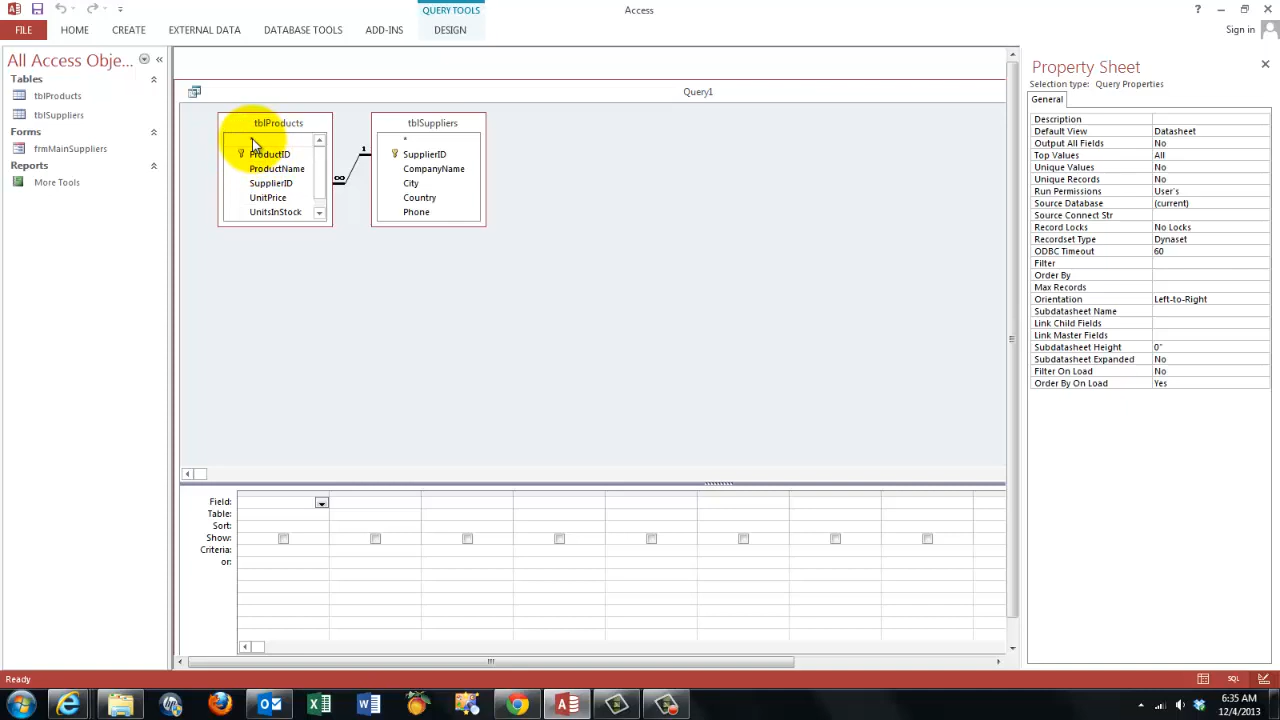 QUERY TOOLS
Access
?
FILE
HOME
CREATE
EXTERNAL DATA
DATABASE TOOLS
ADD-INS
DESIGN
Sign in
All Access Obje...
«
Tables
tblProducts
tblSuppliers
Forms
frmMainSuppliers
Reports
More Tools
Query1
tblProducts
*
ProductID
ProductName
SupplierID
UnitPrice
UnitsInStock
∞
1
tblSuppliers
*
SupplierID
CompanyName
City
Country
Phone
Field:
Table:
Sort:
Show:
Criteria:
or:
Property Sheet
Selection type: Query Properties
General
Description
Default View Datasheet
Output All Fields No
Top Values All
Unique Values No
Unique Records No
Run Permissions User's
Source Database (current)
Source Connect Str
Record Locks No Locks
Recordset Type Dynaset
ODBC Timeout 60
Filter
Order By
Max Records
Orientation Left-to-Right
Subdatasheet Name
Link Child Fields
Link Master Fields
Subdatasheet Height 0"
Subdatasheet Expanded No
Filter On Load No
Order By On Load Yes
Ready
SQL
6:35 AM
12/4/2013